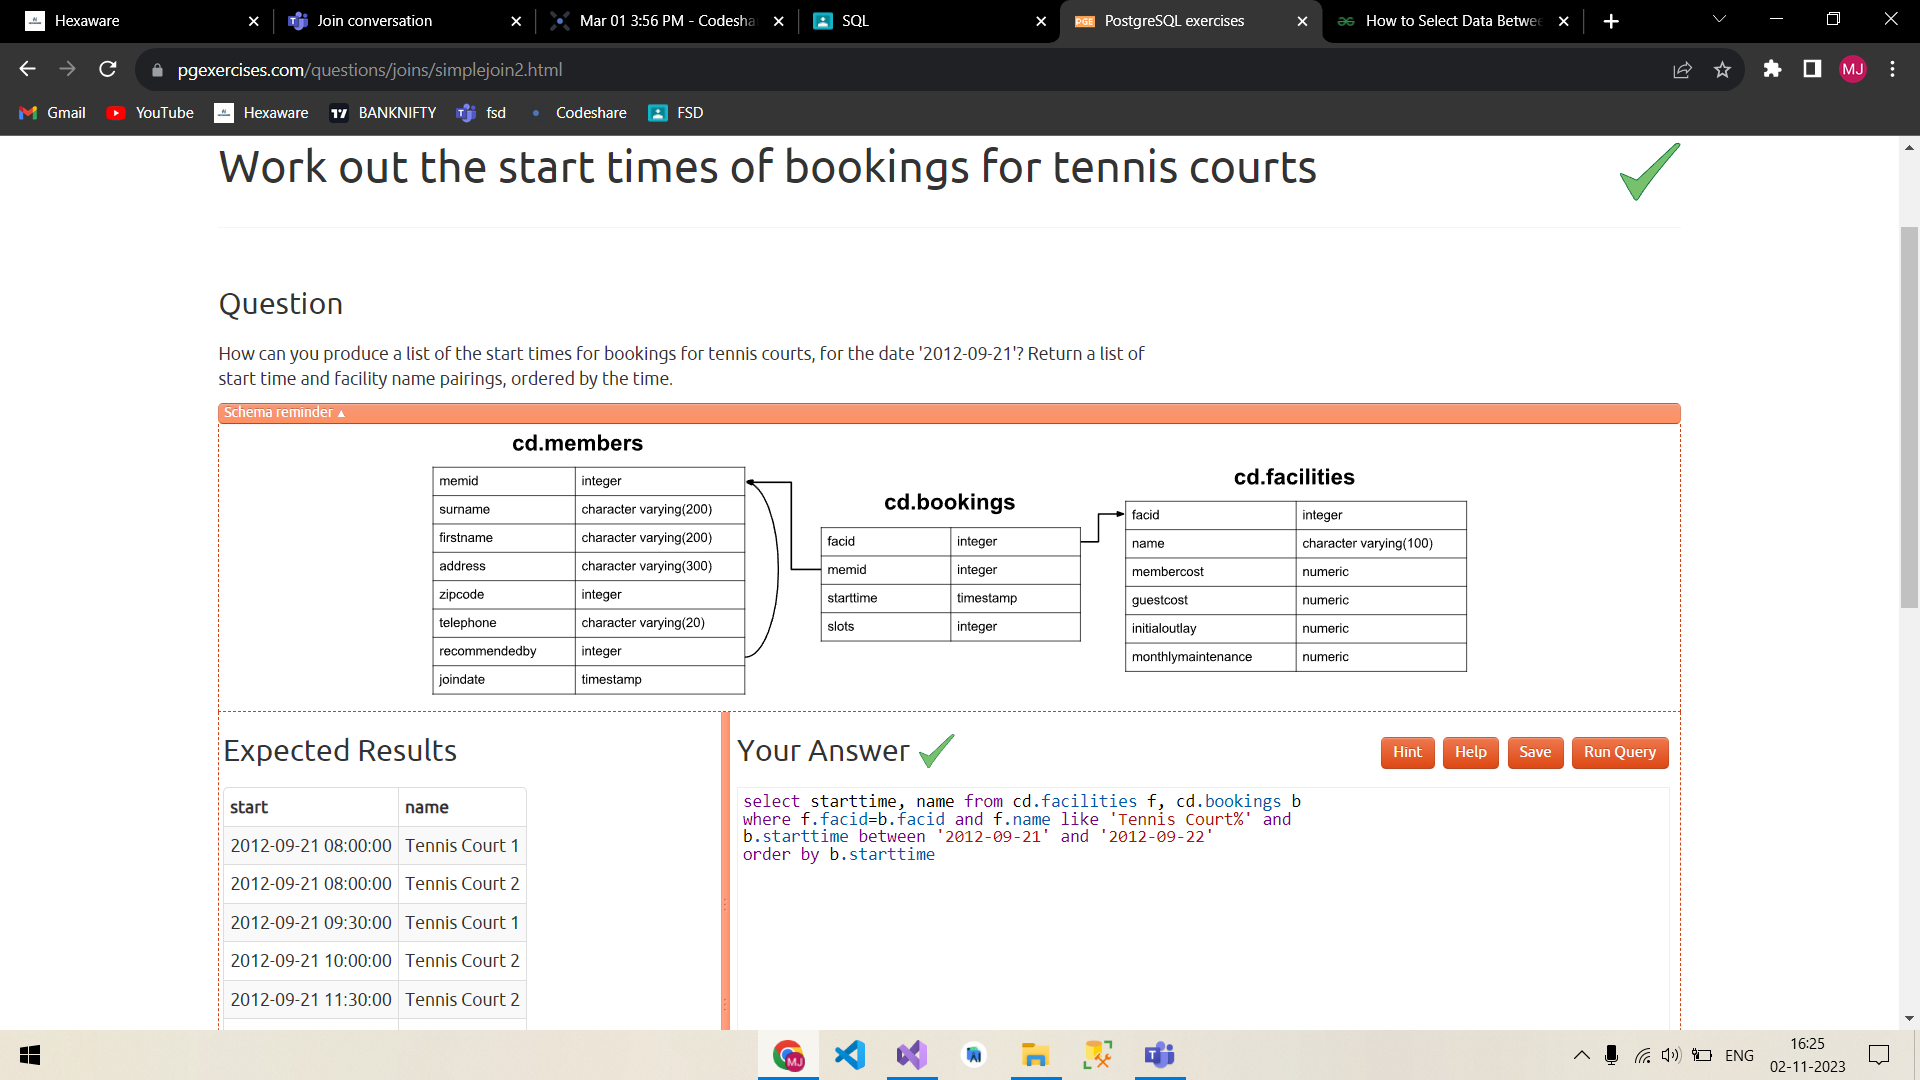 Hexaware
Join conversation
Mar 01 3:56 PM - Codesha
SQL
PGE PostgreSQL exercises
How to Select Data Betwee
pgexercises.com/questions/joins/simplejoin2.html
MJ
Gmail
YouTube
Hexaware
BANKNIFTY
fsd
Codeshare
FSD
Work out the start times of bookings for tennis courts
Question
How can you produce a list of the start times for bookings for tennis courts, for the date '2012-09-21'? Return a list of
start time and facility name pairings, ordered by the time.
Schema reminder ▲
cd.members
memid integer
surname character varying(200)
firstname character varying(200)
address character varying(300)
zipcode integer
telephone character varying(20)
recommendedby integer
joindate timestamp
cd.bookings
facid integer
memid integer
starttime timestamp
slots integer
cd.facilities
facid integer
name character varying(100)
membercost numeric
guestcost numeric
initialoutlay numeric
monthlymaintenance numeric
Expected Results
start name
2012-09-21 08:00:00 Tennis Court 1
2012-09-21 08:00:00 Tennis Court 2
2012-09-21 09:30:00 Tennis Court 1
2012-09-21 10:00:00 Tennis Court 2
2012-09-21 11:30:00 Tennis Court 2
Your Answer
Hint Help Save Run Query
select starttime, name from cd.facilities f, cd.bookings b
where f.facid=b.facid and f.name like 'Tennis Court%' and
b.starttime between '2012-09-21' and '2012-09-22'
order by b.starttime
MJ
ENG
16:25
02-11-2023